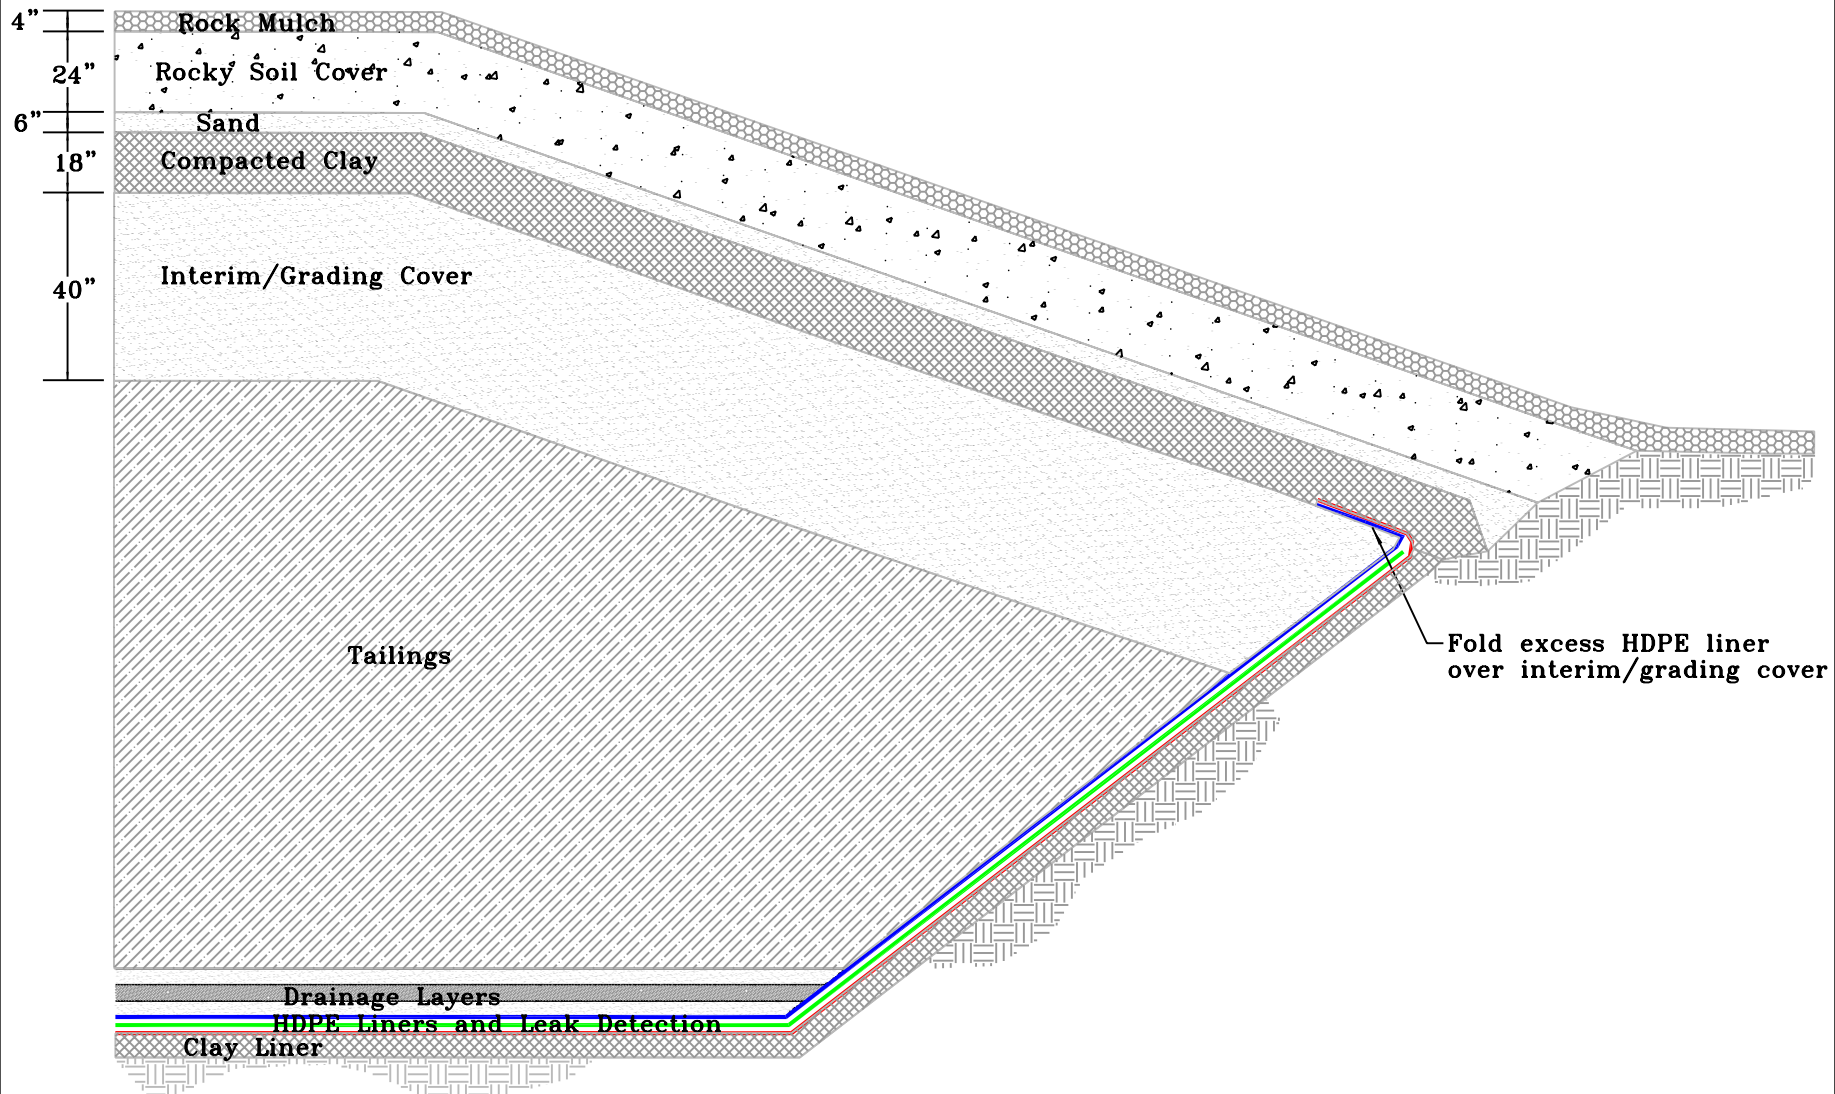 4”
Rock Mulch
24”
Rocky Soil Cover
6”
Sand
18”
Compacted Clay
40”
Interim/Grading Cover
Tailings
Fold excess HDPE liner
over interim/grading cover
Drainage Layers
HDPE Liners and Leak Detection
Clay Liner